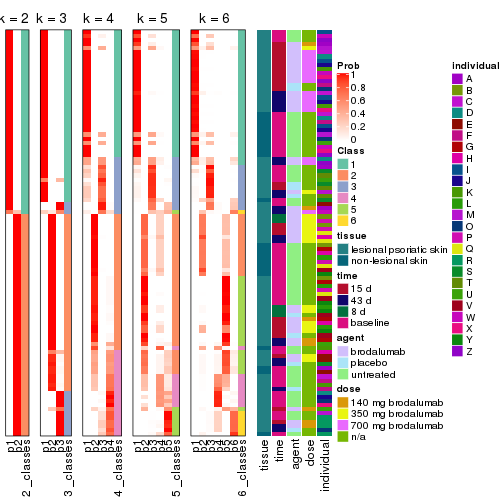 k = 2
k = 3
k = 4
k = 5
k = 6
p1
p2
2_classes
p1
p2
p3
3_classes
p1
p2
p3
p4
4_classes
p1
p2
p3
p4
p5
5_classes
p1
p2
p3
p4
p5
p6
6_classes
tissue
time
agent
dose
individual
Prob
1
0.8
0.6
0.4
0.2
0
Class
1
2
3
4
5
6
tissue
lesional psoriatic skin
non-lesional skin
time
15 d
43 d
8 d
baseline
agent
brodalumab
placebo
untreated
dose
140 mg brodalumab
350 mg brodalumab
700 mg brodalumab
n/a
individual
A
B
C
D
E
F
G
H
I
J
K
L
M
O
P
Q
R
S
T
U
V
W
X
Y
Z